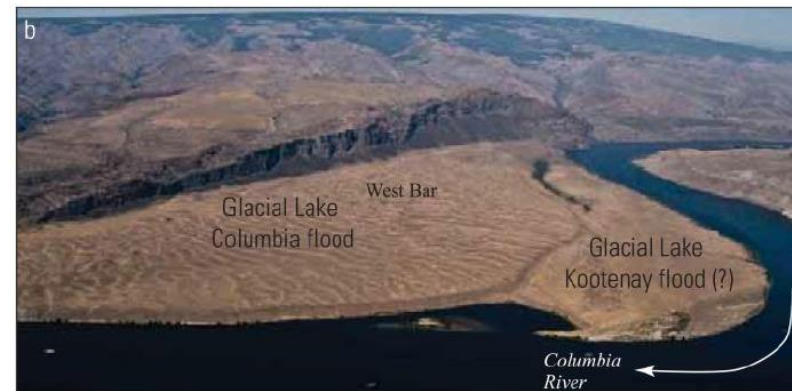 b
West Bar
Glacial Lake
Columbia flood
Glacial Lake
Kootenay flood (?)
Columbia
River